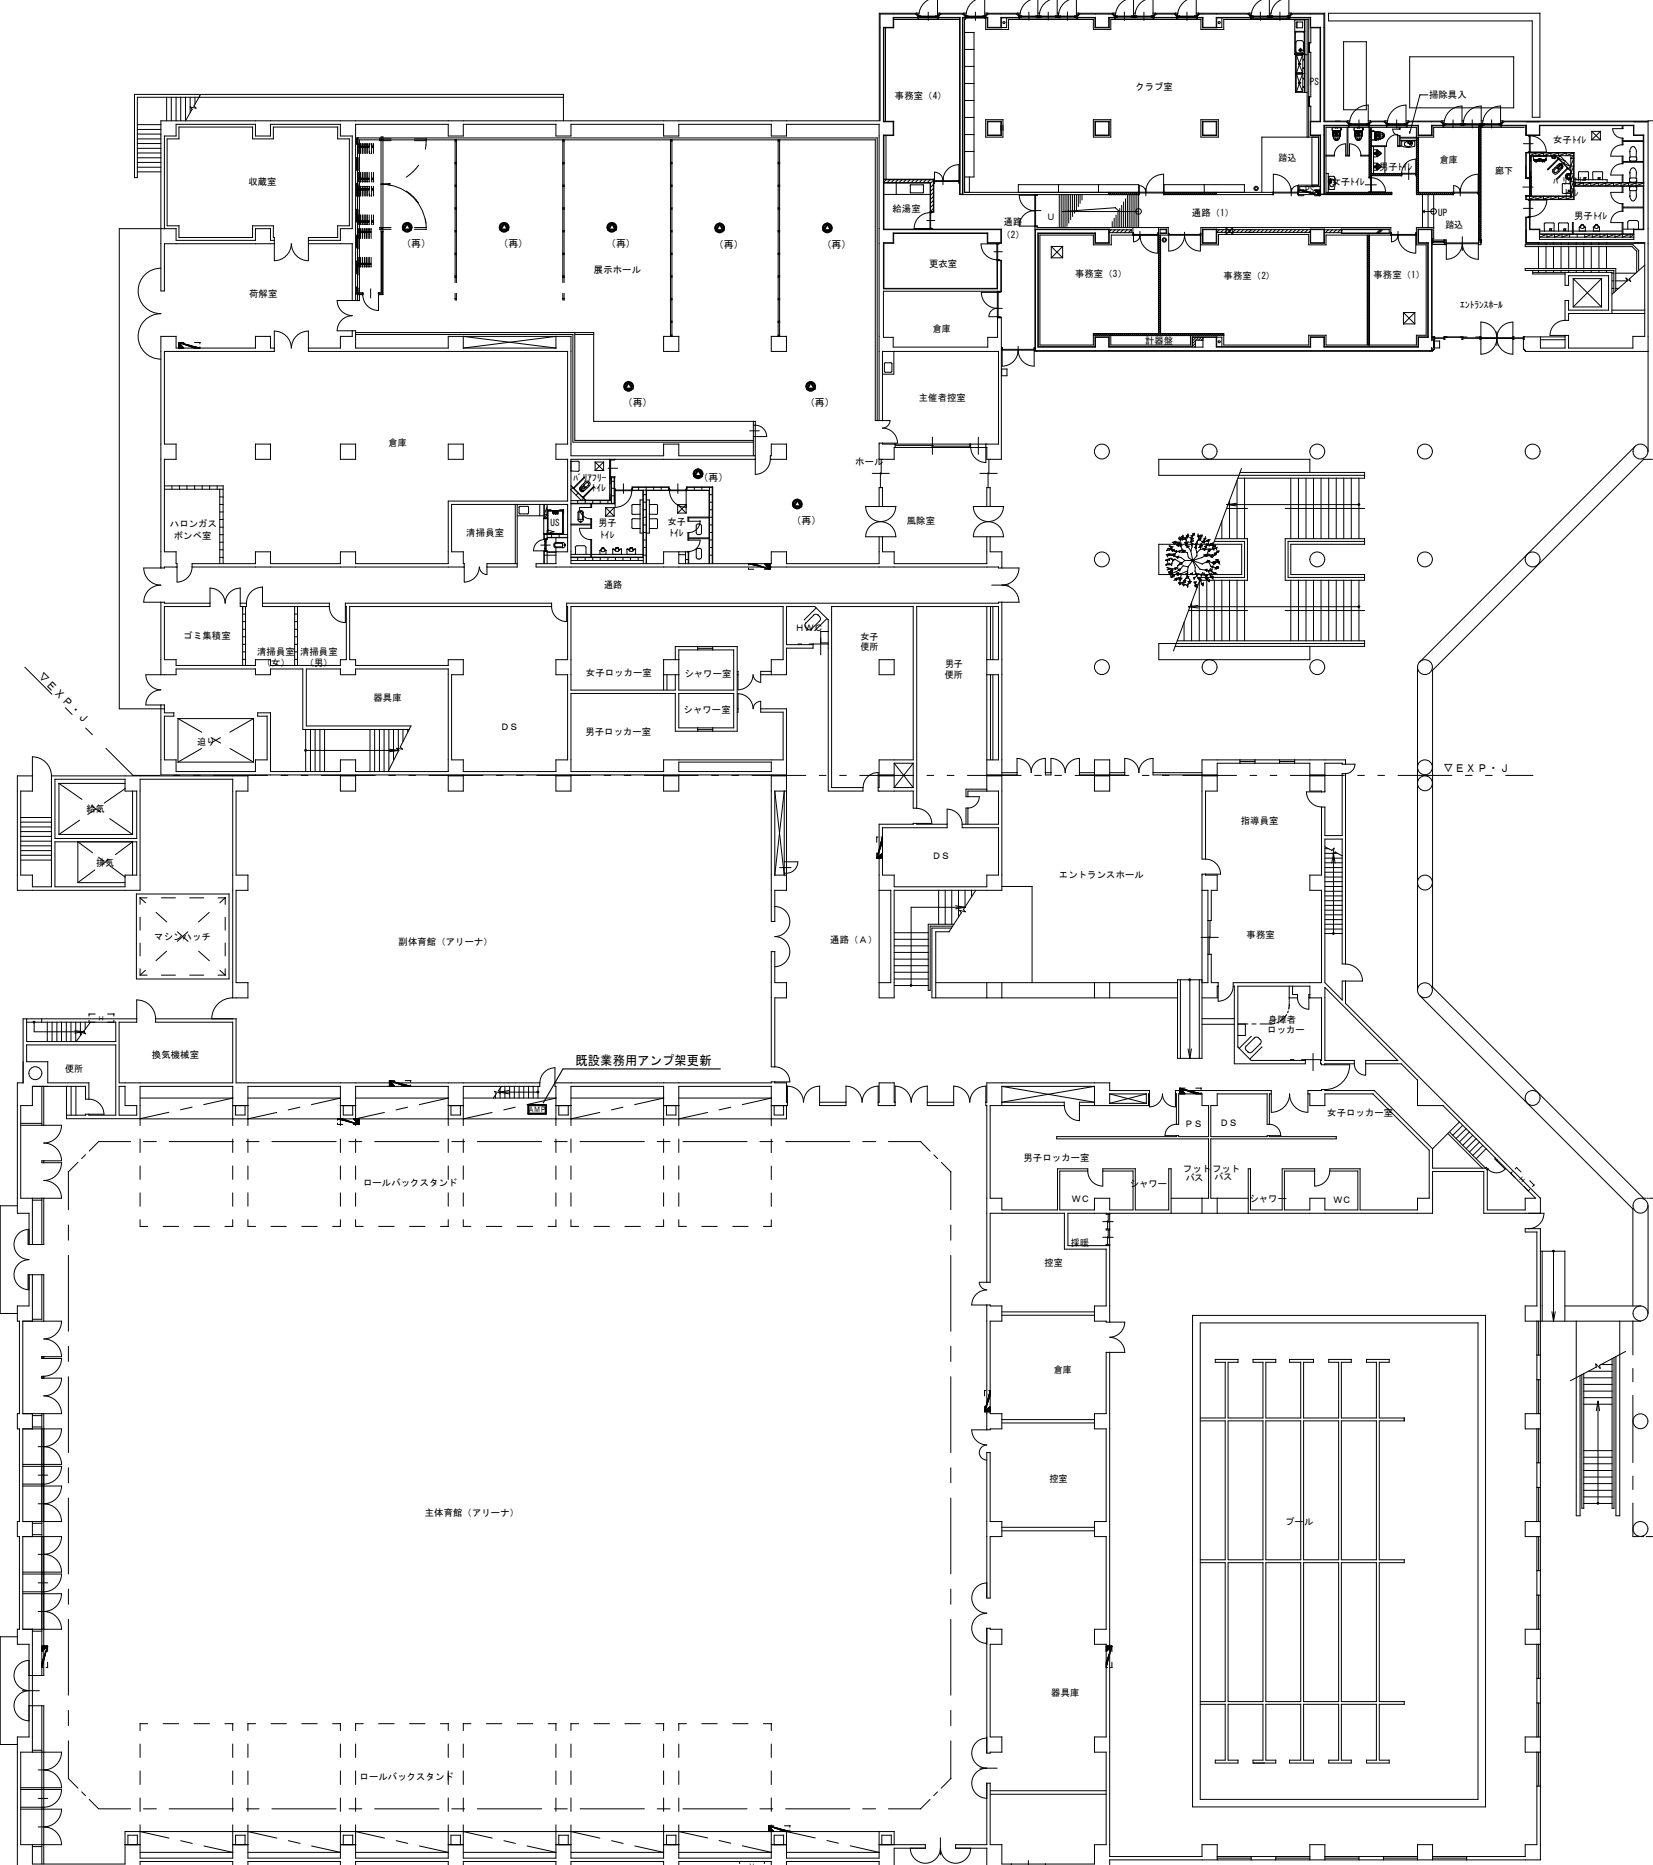 クラブ室
事務室（4）
PS
掃除具入
女子トイレ
収蔵室
踏込
女子トイレ
男子トイレ
倉庫
廊下
給湯室
通路（1）
UP
踏込
男子トイレ
通路
（2）
U
（再）
（再）
（再）
（再）
（再）
展示ホール
荷解室
更衣室
事務室（3）
事務室（2）
事務室（1）
エントランスホール
倉庫
計器盤
主催者控室
（再）
（再）
倉庫
ホール
バリアフリー
トイレ
（再）
（再）
ハロンガス
ボンベ室
清掃員室
US
男子
トイレ
女子
トイレ
風除室
通路
ゴミ集積室
清掃員室
（女）
清掃員室
（男）
HWC
女子
便所
男子
便所
女子ロッカー室
シャワー室
器具庫
DS
男子ロッカー室
シャワー室
迫り
▽EXP・J
▽EXP・J
給気
排気
指導員室
DS
エントランスホール
マシンハッチ
副体育館（アリーナ）
通路（A）
事務室
H
身障者
ロッカー
換気機械室
便所
既設業務用アンプ架更新
AMP
女子ロッカー室
PS
DS
男子ロッカー室
フット
バス
フット
バス
ロールバックスタンド
シャワー
シャワー
WC
WC
採暖
控室
倉庫
控室
主体育館（アリーナ）
プール
器具庫
ロールバックスタンド